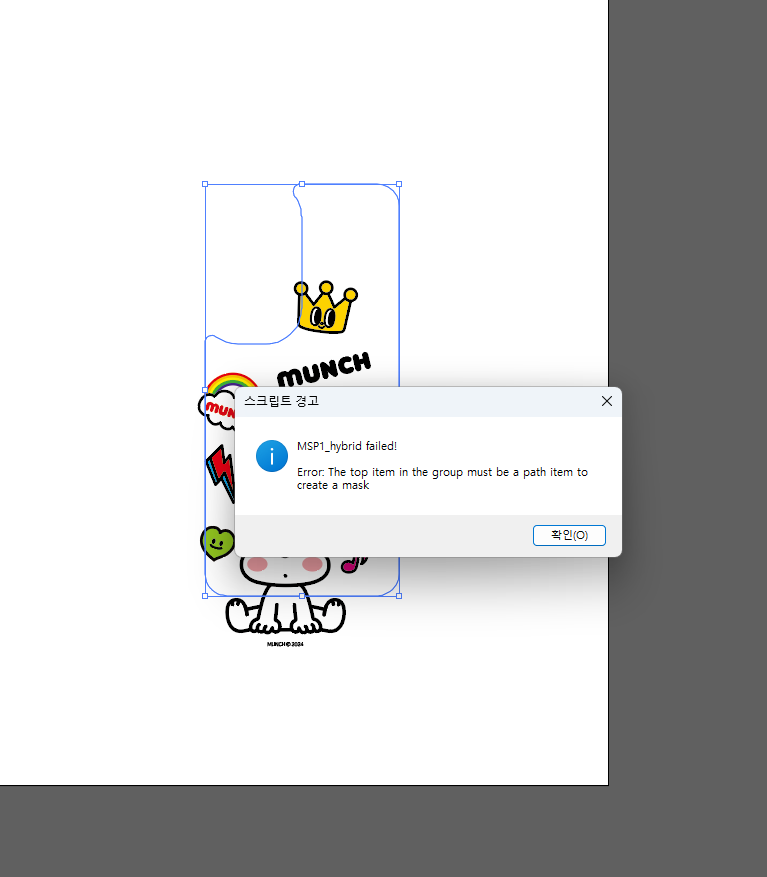 MUNCH
MUN
스크립트 경고
MSP1_hybrid failed!
Error: The top item in the group must be a path item to
create a mask
확인(O)
MUNCH©2024